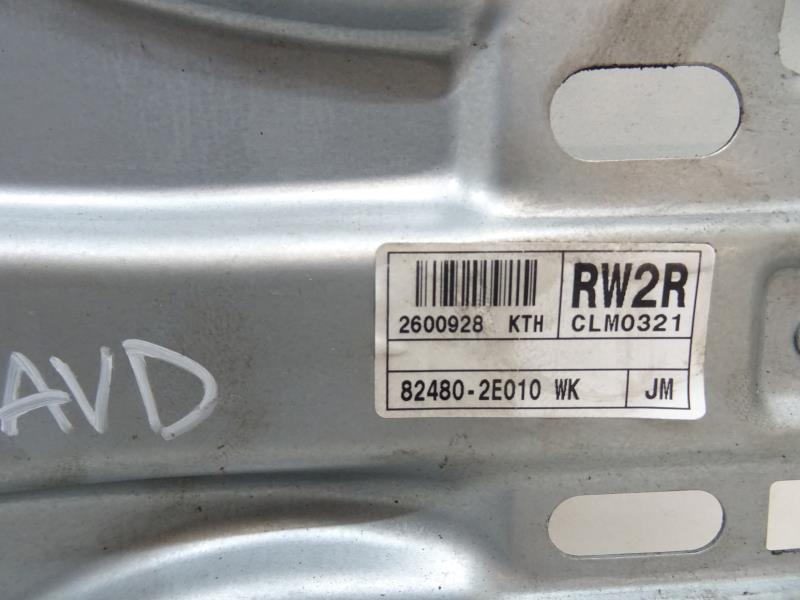 RW2R
2600928 KTH CLM0321
82480-2E010 WK JM
AVD